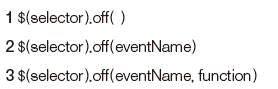 1 $(selector).off( )
2 $(selector).off(eventName)
3 $(selector).off(eventName, function)